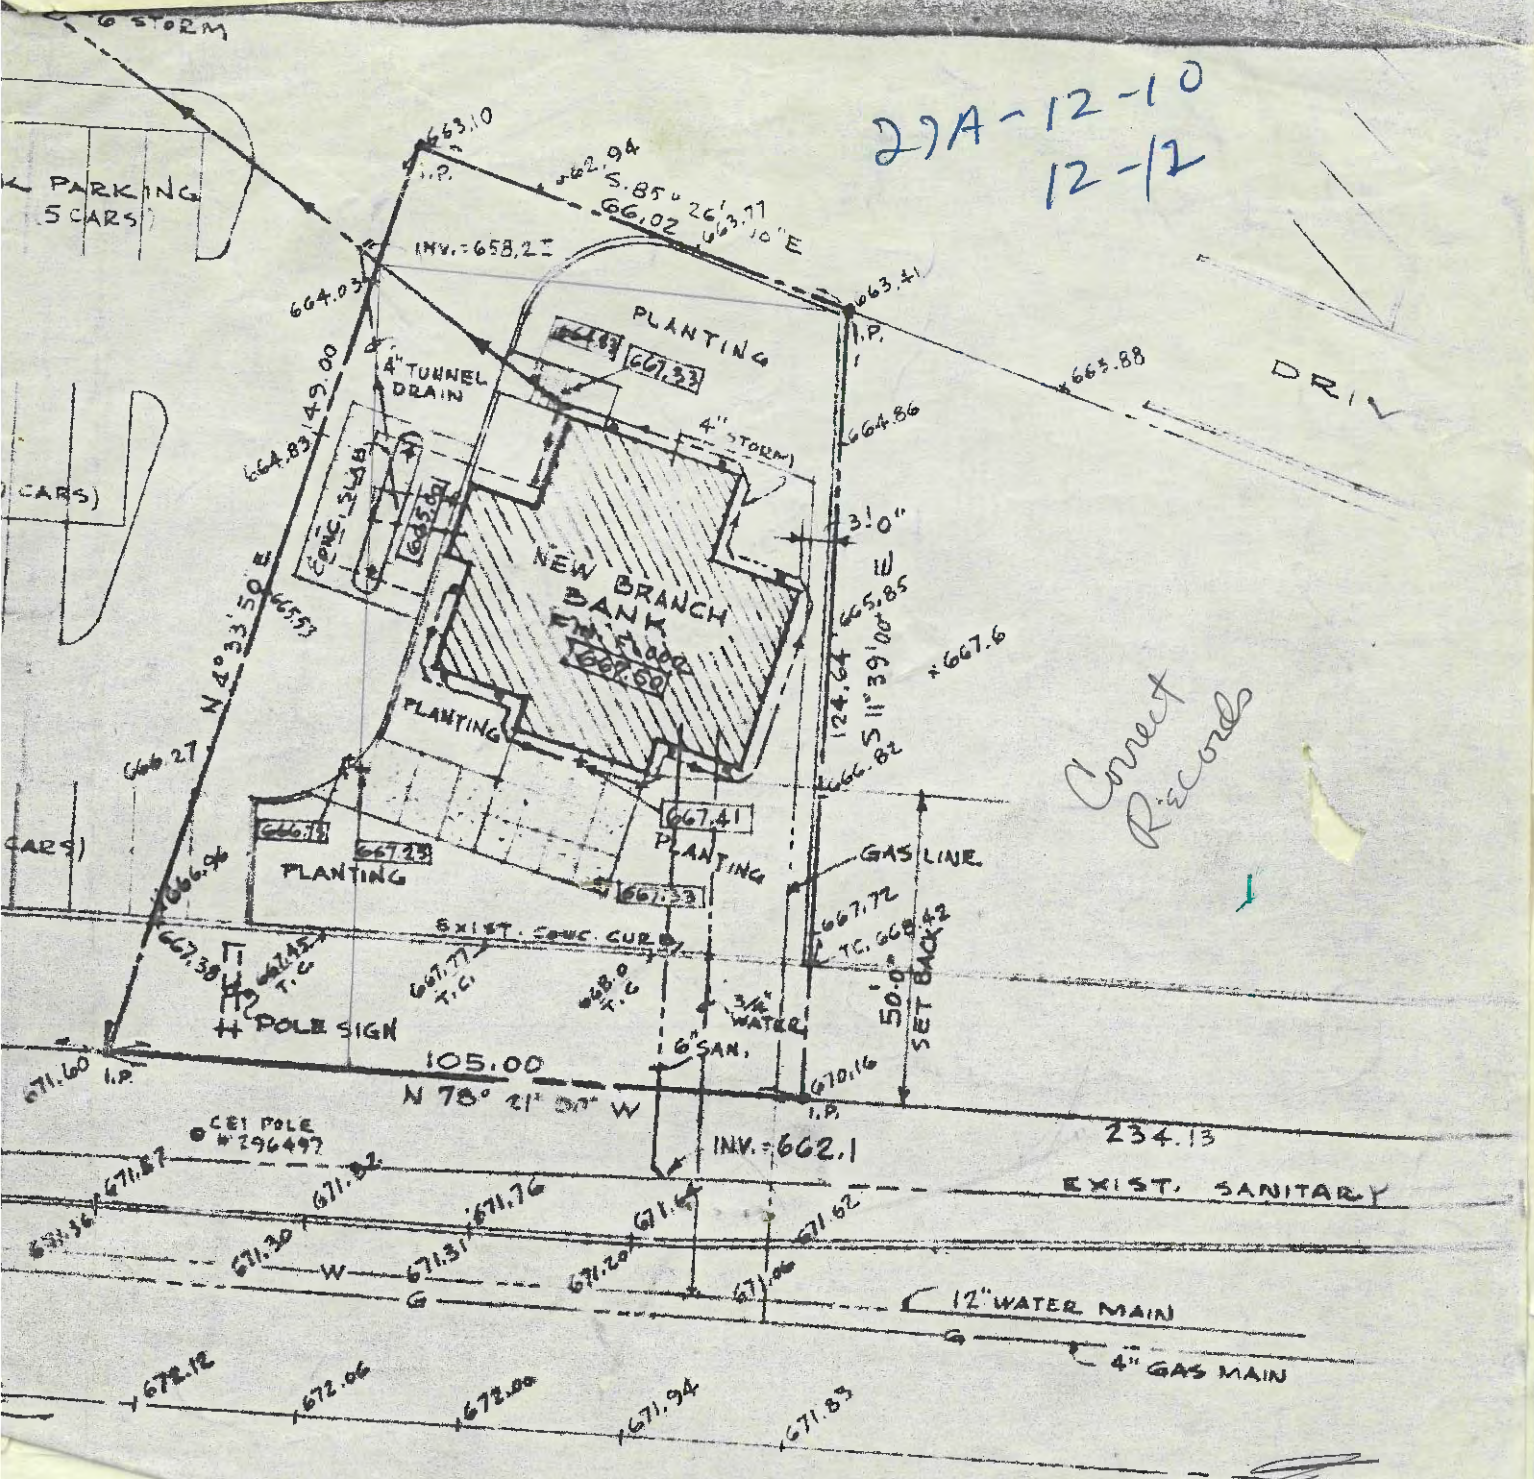 6" STORM
27A-12-10
12-12
663.10
I.P.
662.94
S.85° 26' 10" E
66.02
663.77
PARKING
5 CARS)
INV.=658.2
664.03
663.41
I.P.
PLANTING
667.33
663.88
DRIV
4" TUNNEL
DRAIN
149.00
4" STORM
664.86
664.83
CARS)
CONC. SLAB
665.00
3'0"
NEW BRANCH
BANK
FIN. FLOOR
667.50
665.85
665.53
N 4° 33' 50" E
124.64
S 11° 39' 00" E
667.6
Correct
Records
PLANTING
666.27
666.82
667.41
PLANTING
666.75
667.25
PLANTING
CARS)
GAS LINE
666.96
667.33
667.72
T.C. 668.42
EXIST. CONC. CURB
667.38
667.45
T.C
667.77
T.C.
668.0
T.C
50'.0"
SET BACK
3/4"
WATER
POLE SIGN
6" SAN.
105.00
N 78° 21' 00" W
671.60
I.P.
670.16
I.P.
CEI POLE
# 296497
INV.=662.1
234.13
EXIST. SANITARY
671.87
671.82
671.76
671.62
671.36
671.30
671.31
671.20
671.06
W
G
12" WATER MAIN
G
4" GAS MAIN
672.12
672.06
672.00
671.94
671.83